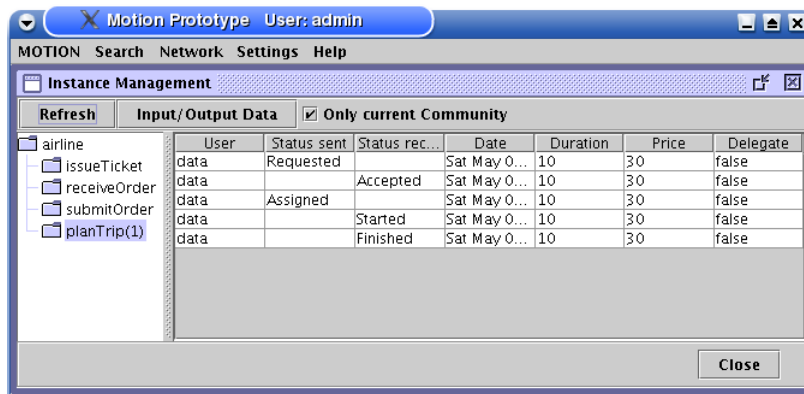 Motion Prototype User: admin
MOTION Search Network Settings Help
Instance Management
Refresh Input/Output Data Only current Community
airline
issueTicket
receiveOrder
submitOrder
planTrip(1)
User Status sent Status rec... Date Duration Price Delegate
data Requested Sat May 0... 10 30 false
data Accepted Sat May 0... 10 30 false
data Assigned Sat May 0... 10 30 false
data Started Sat May 0... 10 30 false
data Finished Sat May 0... 10 30 false
Close